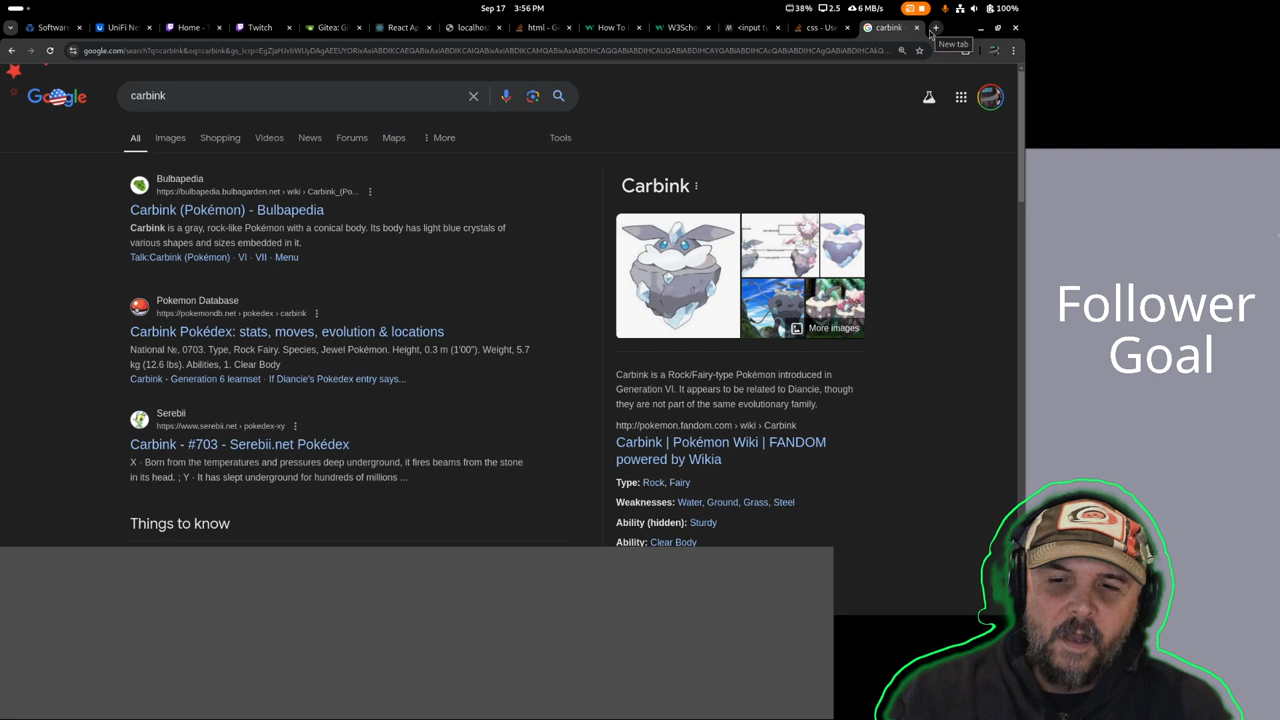 Sep 17 3:56 PM
38% 2.5 6 MB/s 100%
Software UniFi Ne Home - Twitch Gitea: G React Ap localhos html - G How To W3Scho <input ty css - Use carbink
google.com/search?q=carbink&oq=carbink&gs_lcrp=
New tab
Google
carbink
All Images Shopping Videos News Forums Maps More Tools
Bulbapedia
https://bulbapedia.bulbagarden.net › wiki › Carbink_(Po...
Carbink (Pokémon) - Bulbapedia
Carbink is a gray, rock-like Pokémon with a conical body. Its body has light blue crystals of
various shapes and sizes embedded in it.
Talk:Carbink (Pokémon) · VI · VII · Menu
Pokemon Database
https://pokemondb.net › pokedex › carbink
Carbink Pokédex: stats, moves, evolution & locations
National №, 0703. Type, Rock Fairy. Species, Jewel Pokémon. Height, 0.3 m (1′00″). Weight, 5.7
kg (12.6 lbs). Abilities, 1. Clear Body
Carbink - Generation 6 learnset · If Diancie's Pokedex entry says...
Serebii
https://www.serebii.net › pokedex-xy
Carbink - #703 - Serebii.net Pokédex
X · Born from the temperatures and pressures deep underground, it fires beams from the stone
in its head. ; Y · It has slept underground for hundreds of millions ...
Things to know
Carbink
More images
Carbink is a Rock/Fairy-type Pokémon introduced in
Generation VI. It appears to be related to Diancie, though
they are not part of the same evolutionary family.
http://pokemon.fandom.com › wiki › Carbink
Carbink | Pokémon Wiki | FANDOM
powered by Wikia
Type: Rock, Fairy
Weaknesses: Water, Ground, Grass, Steel
Ability (hidden): Sturdy
Ability: Clear Body
Follower
Goal